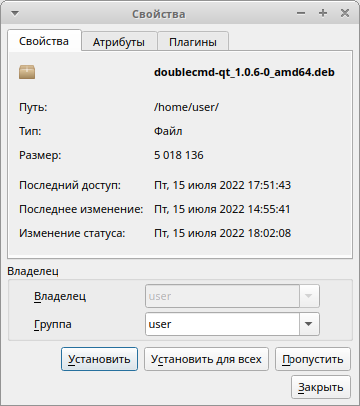 Свойства
Свойства Атрибуты Плагины
doublecmd-qt_1.0.6-0_amd64.deb
Путь: /home/user/
Тип: Файл
Размер: 5 018 136
Последний доступ: Пт, 15 июля 2022 17:51:43
Последнее изменение: Пт, 15 июля 2022 14:55:41
Изменение статуса: Пт, 15 июля 2022 18:02:08
Владелец
Владелец user
Группа user
Установить Установить для всех Пропустить
Закрыть